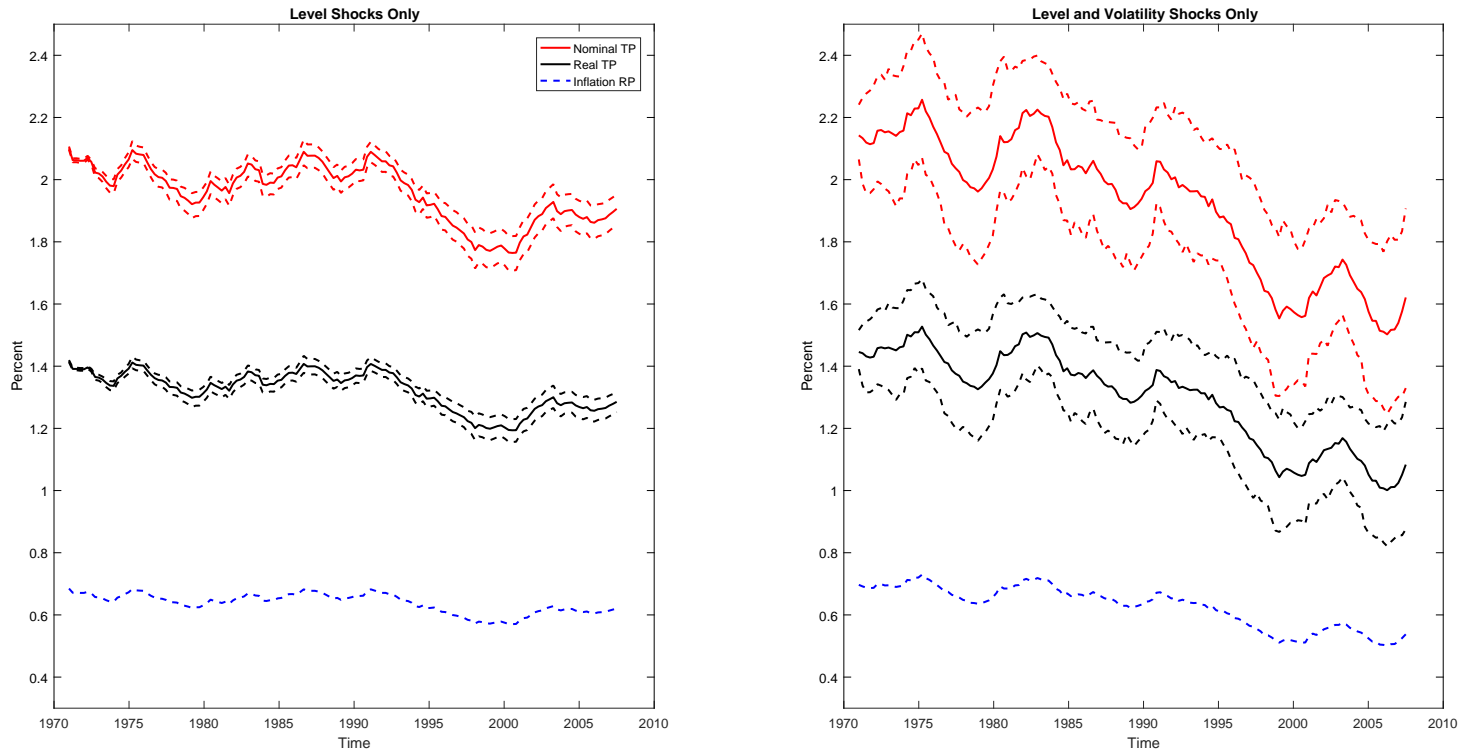 Level Shocks Only
Nominal TP
Real TP
Inflation RP
Percent
2.4
2.2
2
1.8
1.6
1.4
1.2
1
0.8
0.6
0.4
1970 1975 1980 1985 1990 1995 2000 2005 2010
Time
Level and Volatility Shocks Only
Percent
2.4
2.2
2
1.8
1.6
1.4
1.2
1
0.8
0.6
0.4
1970 1975 1980 1985 1990 1995 2000 2005 2010
Time